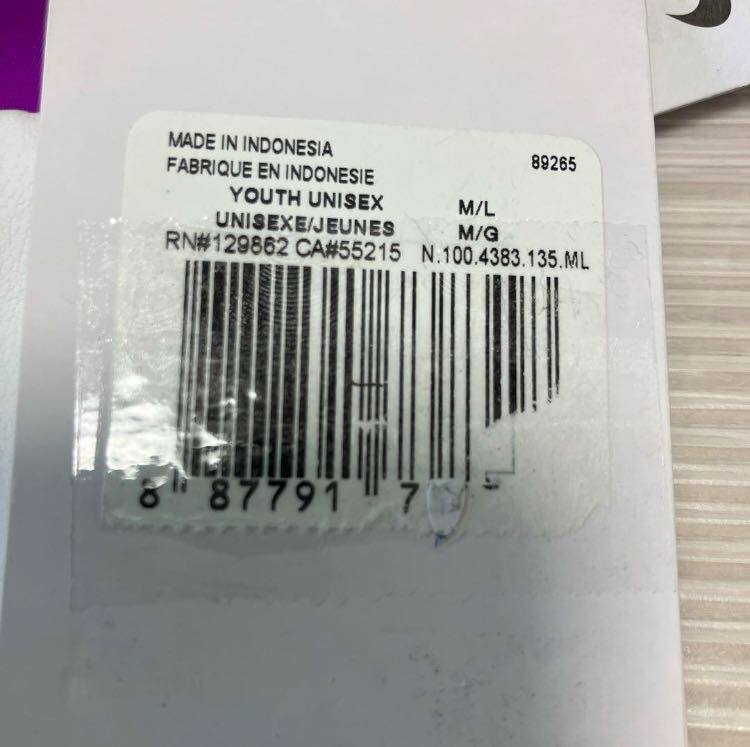 MADE IN INDONESIA
FABRIQUE EN INDONESIE
89265
YOUTH UNISEX M/L
UNISEXE/JEUNES M/G
RN#129862 CA#55215 N.100.4383.135.ML
8 87791 7